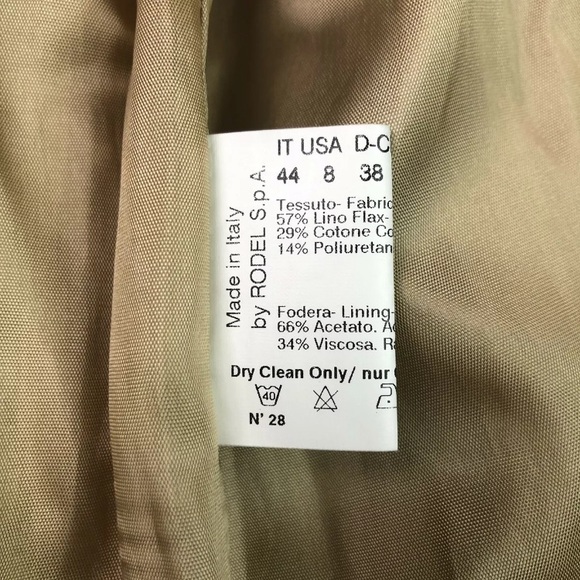 IT USA D-C
44 8 38
Made in Italy
by RODEL S.p.A.
Tessuto- Fabric
57% Lino Flax-
29% Cotone Co
14% Poliuretan
Fodera- Lining-
66% Acetato. A
34% Viscosa. R
Dry Clean Only/ nur
40
N' 28